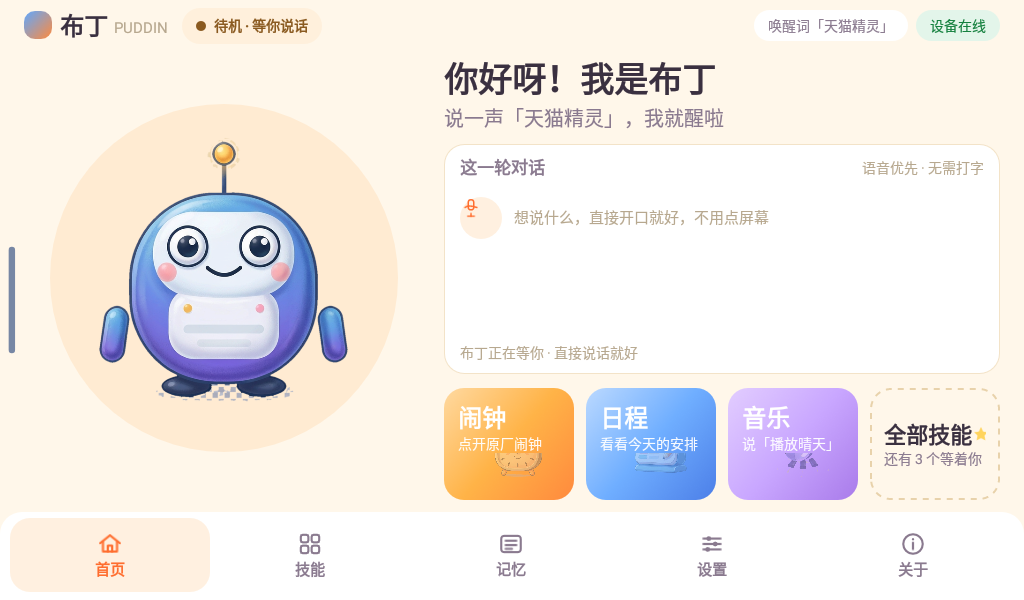 布丁 PUDDIN
待机 · 等你说话
唤醒词「天猫精灵」
设备在线
你好呀！我是布丁
说一声「天猫精灵」，我就醒啦
这一轮对话
语音优先 · 无需打字
想说什么，直接开口就好，不用点屏幕
布丁正在等你 · 直接说话就好
闹钟
点开原厂闹钟
日程
看看今天的安排
音乐
说「播放晴天」
全部技能
还有 3 个等着你
首页
技能
记忆
设置
关于